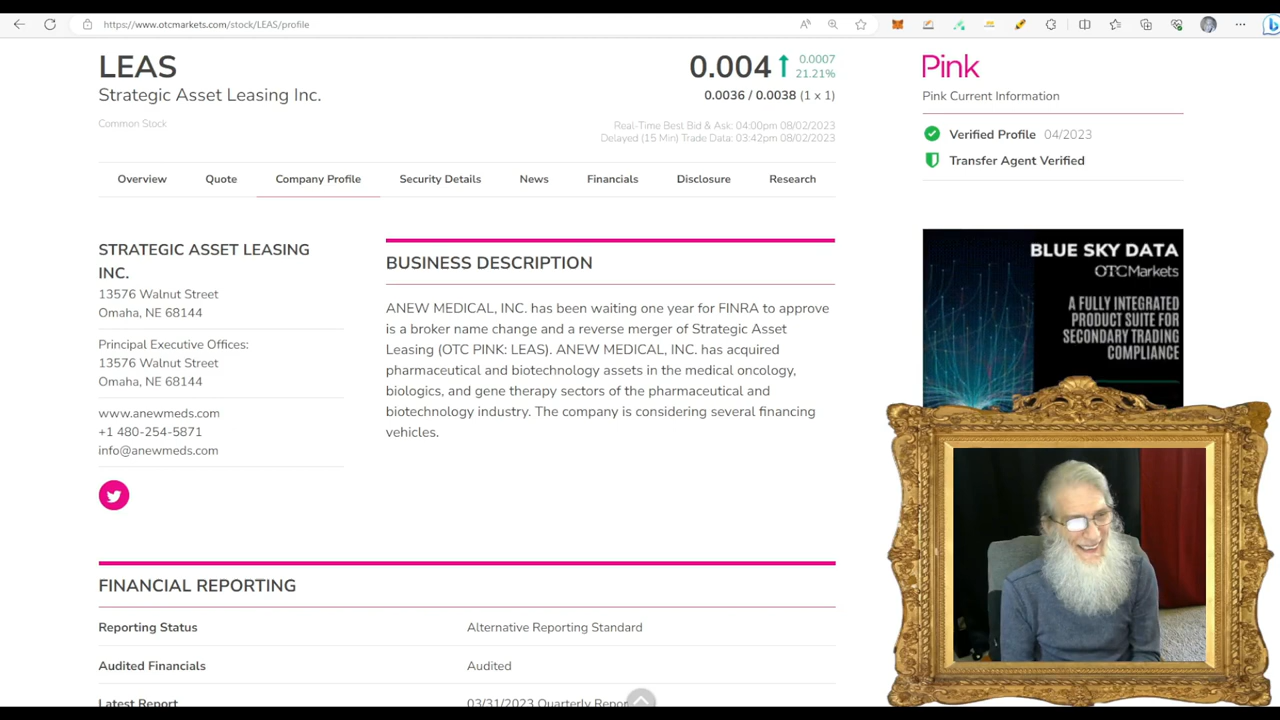 https://www.otcmarkets.com/stock/LEAS/profile
LEAS
Strategic Asset Leasing Inc.
Common Stock
0.004
0.0007
21.21%
0.0036 / 0.0038 (1 x 1)
Real-Time Best Bid & Ask: 04:00pm 08/02/2023
Delayed (15 Min) Trade Data: 03:42pm 08/02/2023
Pink
Pink Current Information
Verified Profile 04/2023
Transfer Agent Verified
Overview Quote Company Profile Security Details News Financials Disclosure Research
STRATEGIC ASSET LEASING
INC.
13576 Walnut Street
Omaha, NE 68144
Principal Executive Offices:
13576 Walnut Street
Omaha, NE 68144
www.anewmeds.com
+1 480-254-5871
info@anewmeds.com
BUSINESS DESCRIPTION
ANEW MEDICAL, INC. has been waiting one year for FINRA to approve
is a broker name change and a reverse merger of Strategic Asset
Leasing (OTC PINK: LEAS). ANEW MEDICAL, INC. has acquired
pharmaceutical and biotechnology assets in the medical oncology,
biologics, and gene therapy sectors of the pharmaceutical and
biotechnology industry. The company is considering several financing
vehicles.
BLUE SKY DATA
OTCMarkets
A FULLY INTEGRATED
PRODUCT SUITE FOR
SECONDARY TRADING
COMPLIANCE
FINANCIAL REPORTING
Reporting Status Alternative Reporting Standard
Audited Financials Audited
Latest Report 03/31/2023 Quarterly Repor